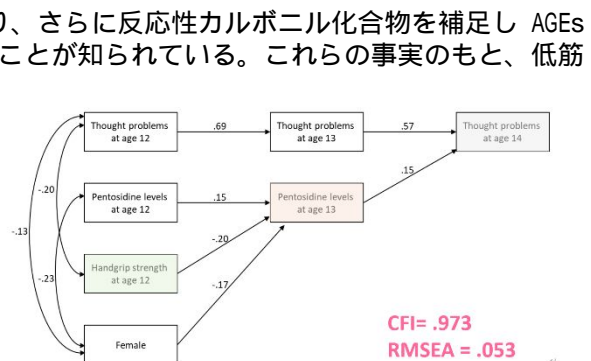 り、さらに反応性カルボニル化合物を補足し AGEs
ことが知られている。これらの事実のもと、低筋
Thought problems
at age 12
.69
Thought problems
at age 13
.57
Thought problems
at age 14
.15
-.20
Pentosidine levels
at age 12
.15
Pentosidine levels
at age 13
-.13
-.20
Handgrip strength
at age 12
-.23
-.17
Female
CFI= .973
RMSEA = .053